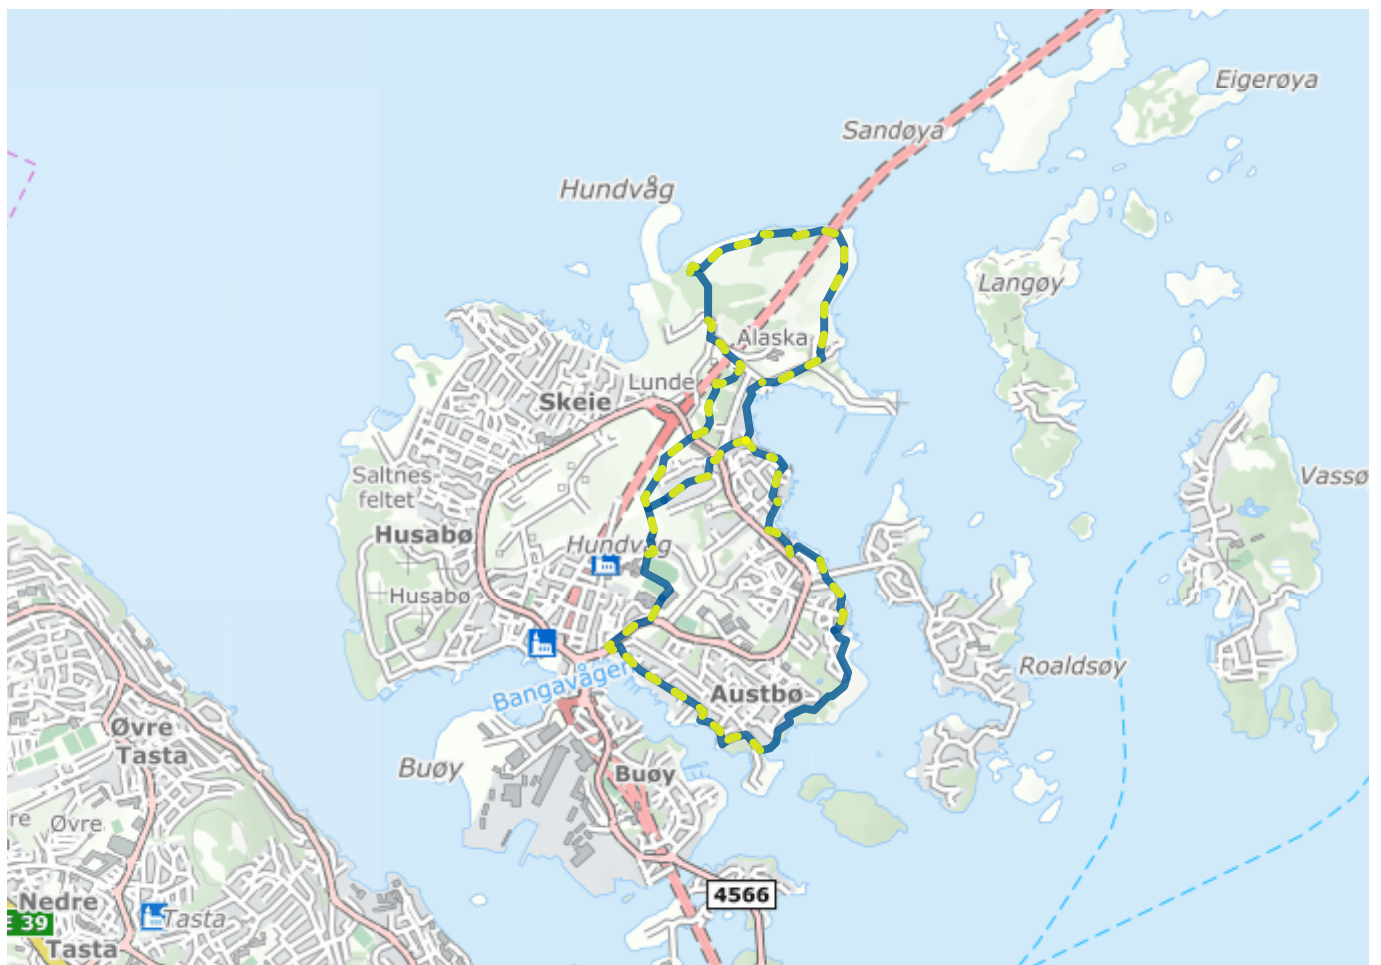 Eigerøya
Sandøya
Hundvåg
Langøy
Alaska
Lunde
Skeie
Saltnes
feltet
Vassø
Husabø
Hundvåg
Husabø
Roaldsøy
Bangavågen
Austbø
Øvre
Tasta
Buøy
Buøy
re
Øvre
4566
Nedre
Tasta
E 39
Tasta